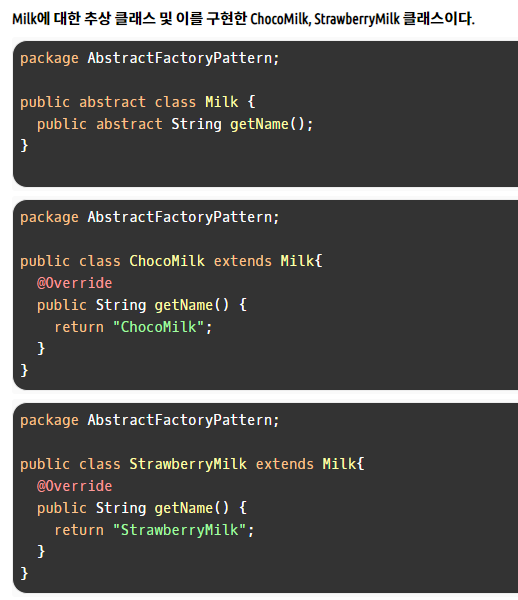 Milk에 대한 추상 클래스 및 이를 구현한 ChocoMilk, StrawberryMilk 클래스이다.
package AbstractFactoryPattern;
public abstract class Milk {
  public abstract String getName();
}
package AbstractFactoryPattern;
public class ChocoMilk extends Milk{
  @Override
  public String getName() {
    return "ChocoMilk";
  }
}
package AbstractFactoryPattern;
public class StrawberryMilk extends Milk{
  @Override
  public String getName() {
    return "StrawberryMilk";
  }
}